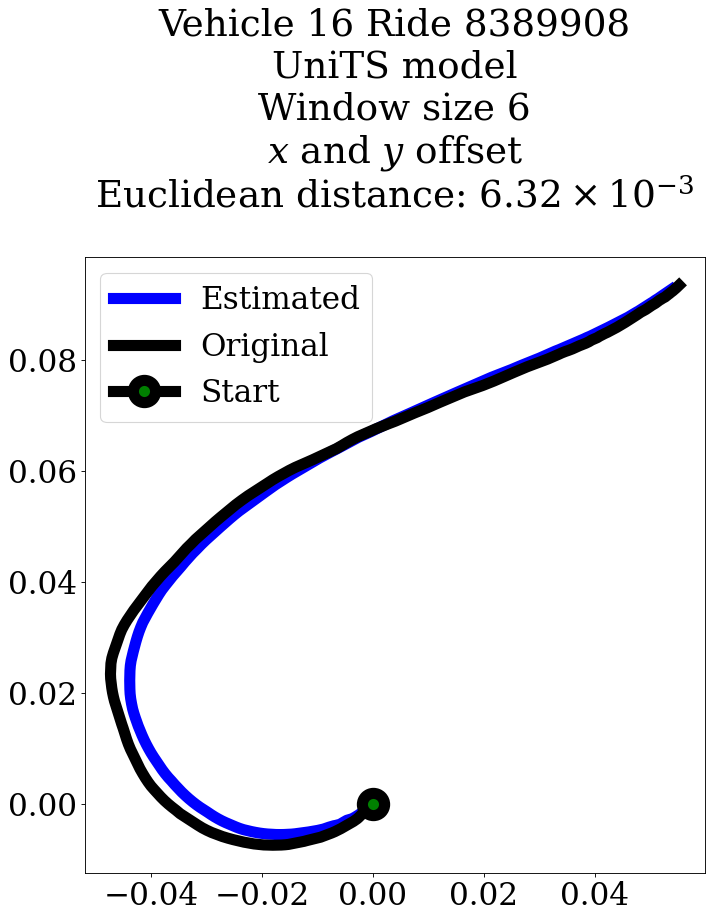 Vehicle 16 Ride 8389908
UniTS model
Window size 6
x and y offset
Euclidean distance: 6.32 × 10⁻³
Estimated
Original
Start
0.08
0.06
0.04
0.02
0.00
−0.04 −0.02 0.00 0.02 0.04